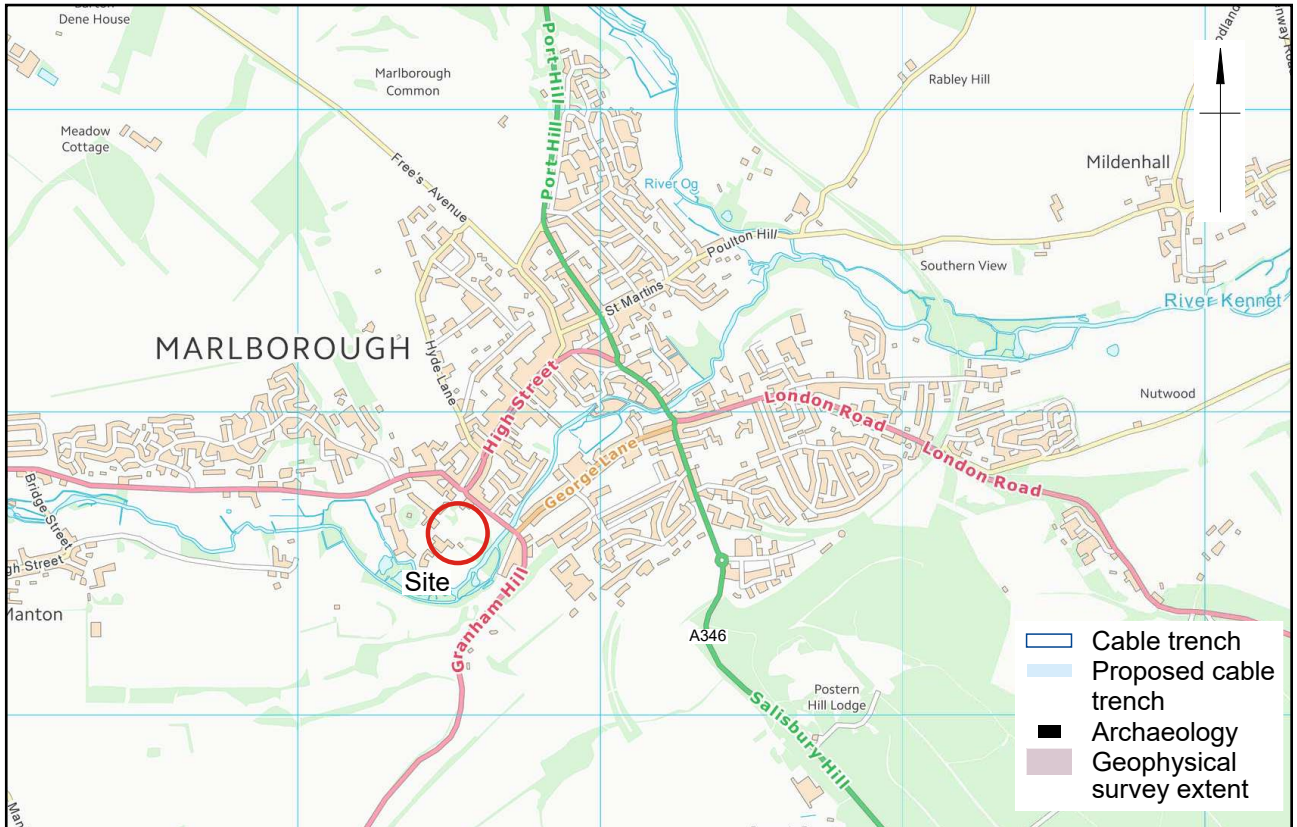 Dene House
Marlborough
Common
Port Hill
Port Hill
Rabley Hill
Meadow
Cottage
Free's Avenue
Mildenhall
River Og
Poulton Hill
Southern View
St Martins
River Kennet
MARLBOROUGH
Hyde Lane
High Street
Nutwood
London Road
London Road
George Lane
Bridge Street
gh Street
Site
Manton
Granham Hill
A346
Salisbury Hill
Postern
Hill Lodge
Cable trench
Proposed cable
trench
Archaeology
Geophysical
survey extent